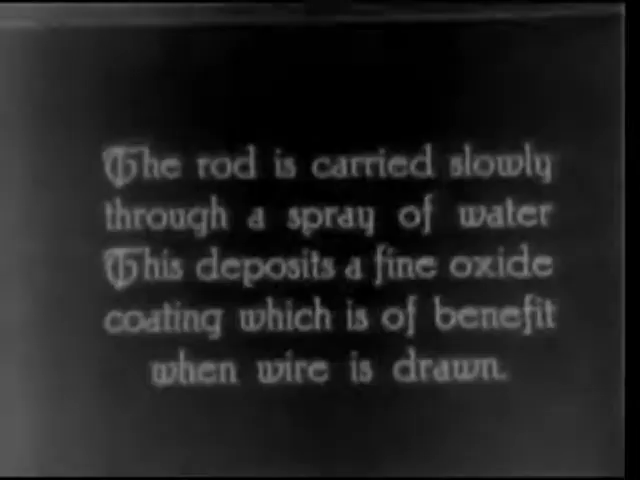 The rod is carried slowly
through a spray of water
This deposits a fine oxide
coating which is of benefit
when wire is drawn.